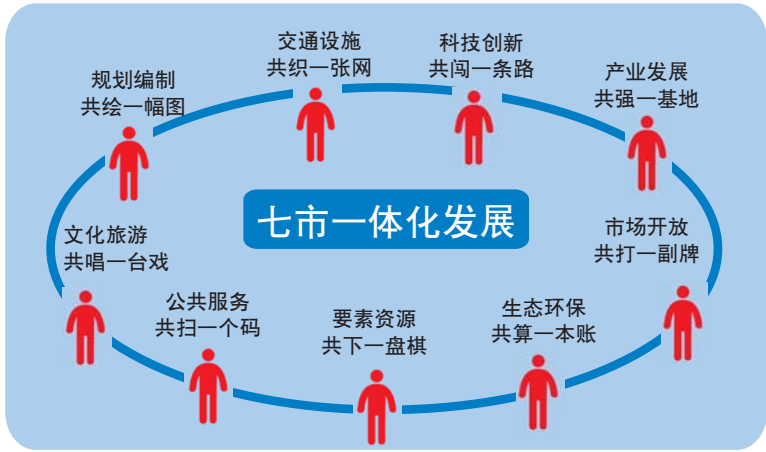 交通设施
共织一张网
科技创新
共闯一条路
规划编制
共绘一幅图
产业发展
共强一基地
七市一体化发展
文化旅游
共唱一台戏
市场开放
共打一副牌
公共服务
共扫一个码
要素资源
共下一盘棋
生态环保
共算一本账